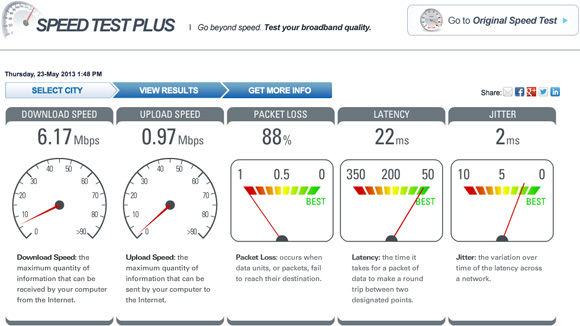 SPEED TEST PLUS
Go beyond speed. Test your broadband quality.
Go to Original Speed Test
Thursday, 23-May 2013 1:48 PM
SELECT CITY
VIEW RESULTS
GET MORE INFO
Share:
DOWNLOAD SPEED
UPLOAD SPEED
PACKET LOSS
LATENCY
JITTER
6.17 Mbps
0.97 Mbps
88%
22 ms
2 ms
0 10 20 30 40 50 60 70 80 >90
0 10 20 30 40 50 60 70 80 >90
1 0.5 0
BEST
350 200 50
BEST
10 5 0
BEST
Download Speed: the
maximum quantity of
information that can be
received by your computer
from the Internet.
Upload Speed: the
maximum quantity of
information that can be
sent by your computer to
the Internet.
Packet Loss: occurs when
data units, or packets, fail
to reach their destination.
Latency: the time it
takes for a packet of
data to make a round
trip between two
designated points.
Jitter: the variation over
time of the latency across
a network.